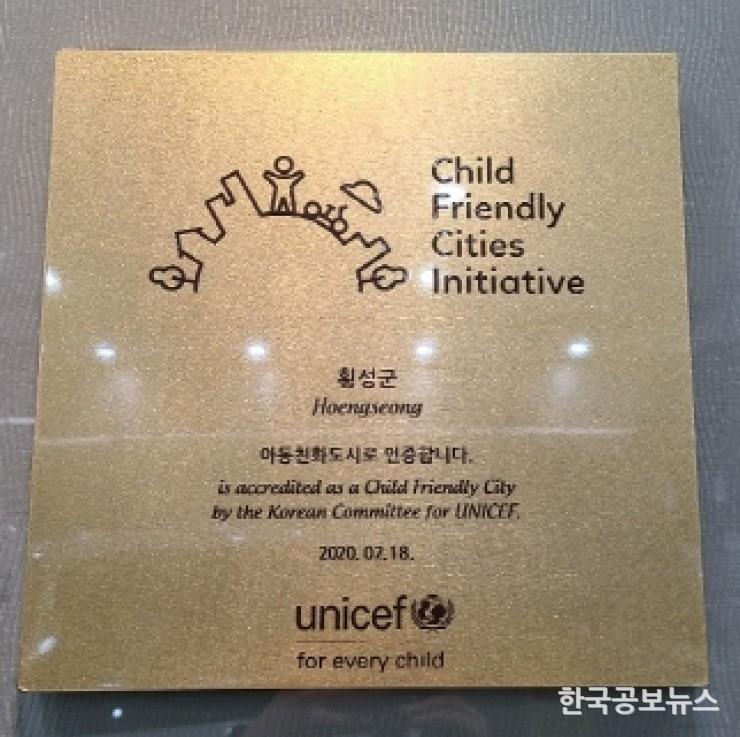 Child
Friendly
Cities
Initiative
횡성군
Hoengseong
아동친화도시로 인증합니다.
is accredited as a Child Friendly City
by the Korean Committee for UNICEF.
2020. 07. 18.
unicef
for every child
한국공보뉴스